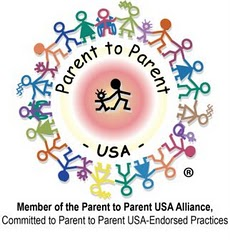 Parent to Parent
- USA -
®
Member of the Parent to Parent USA Alliance,
Committed to Parent to Parent USA-Endorsed Practices